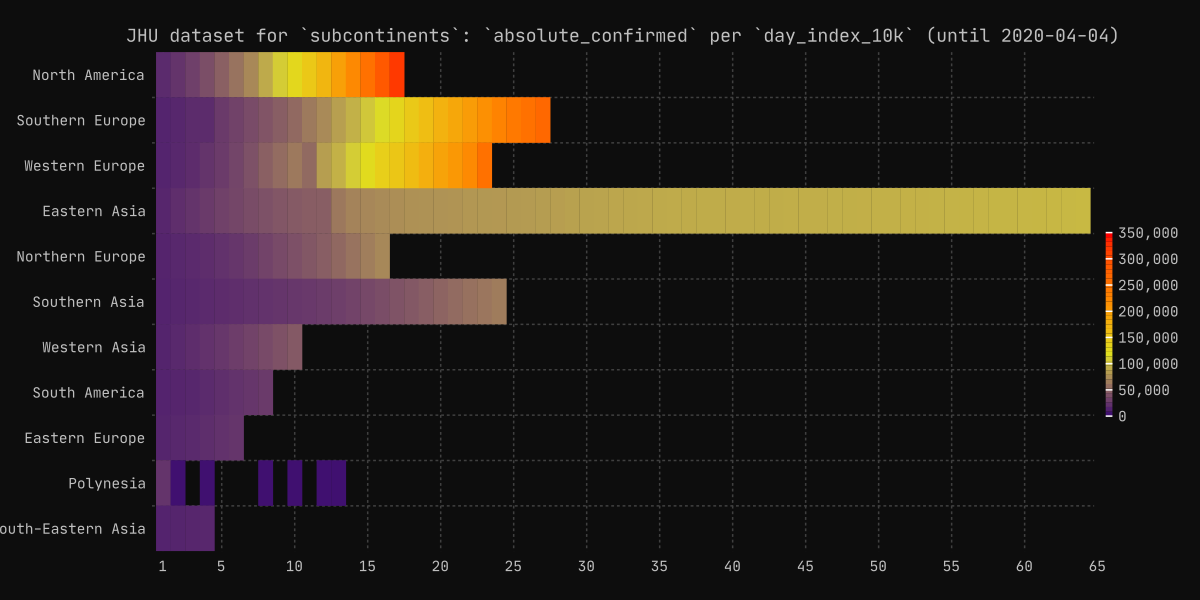 JHU dataset for `subcontinents`: `absolute_confirmed` per `day_index_10k` (until 2020-04-04)
North America
Southern Europe
Western Europe
Eastern Asia
Northern Europe
Southern Asia
Western Asia
South America
Eastern Europe
Polynesia
outh-Eastern Asia
350,000
300,000
250,000
200,000
150,000
100,000
50,000
0
1 5 10 15 20 25 30 35 40 45 50 55 60 65